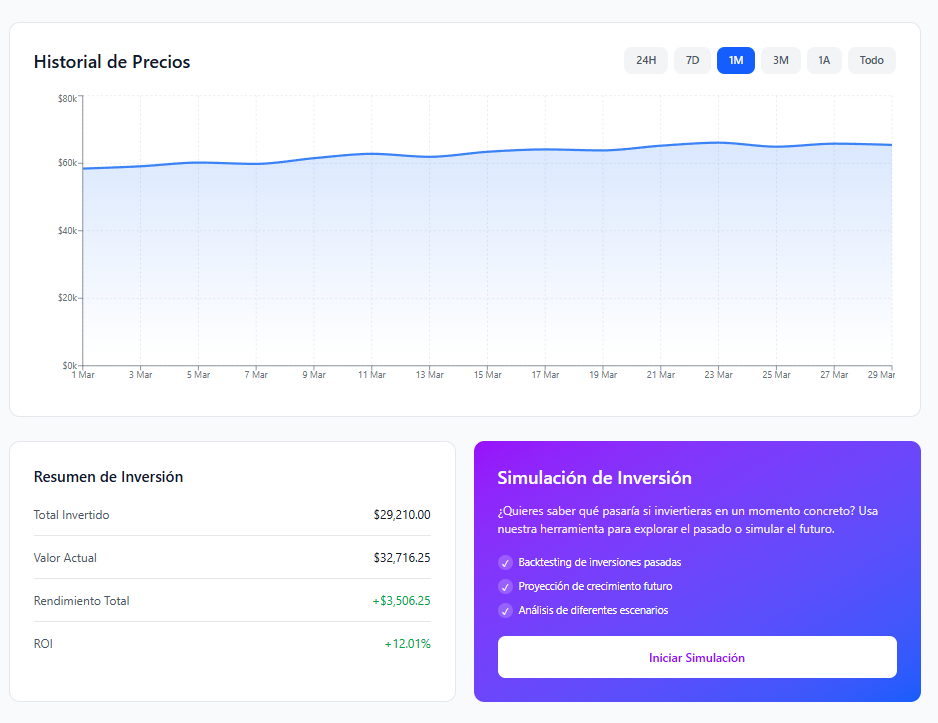 Historial de Precios
24H 7D 1M 3M 1A Todo
$80k
$60k
$40k
$20k
$0k
1 Mar 3 Mar 5 Mar 7 Mar 9 Mar 11 Mar 13 Mar 15 Mar 17 Mar 19 Mar 21 Mar 23 Mar 25 Mar 27 Mar 29 Mar
Resumen de Inversión
Total Invertido $29,210.00
Valor Actual $32,716.25
Rendimiento Total +$3,506.25
ROI +12.01%
Simulación de Inversión
¿Quieres saber qué pasaría si inviertieras en un momento concreto? Usa
nuestra herramienta para explorar el pasado o simular el futuro.
✓ Backtesting de inversiones pasadas
✓ Proyección de crecimiento futuro
✓ Análisis de diferentes escenarios
Iniciar Simulación